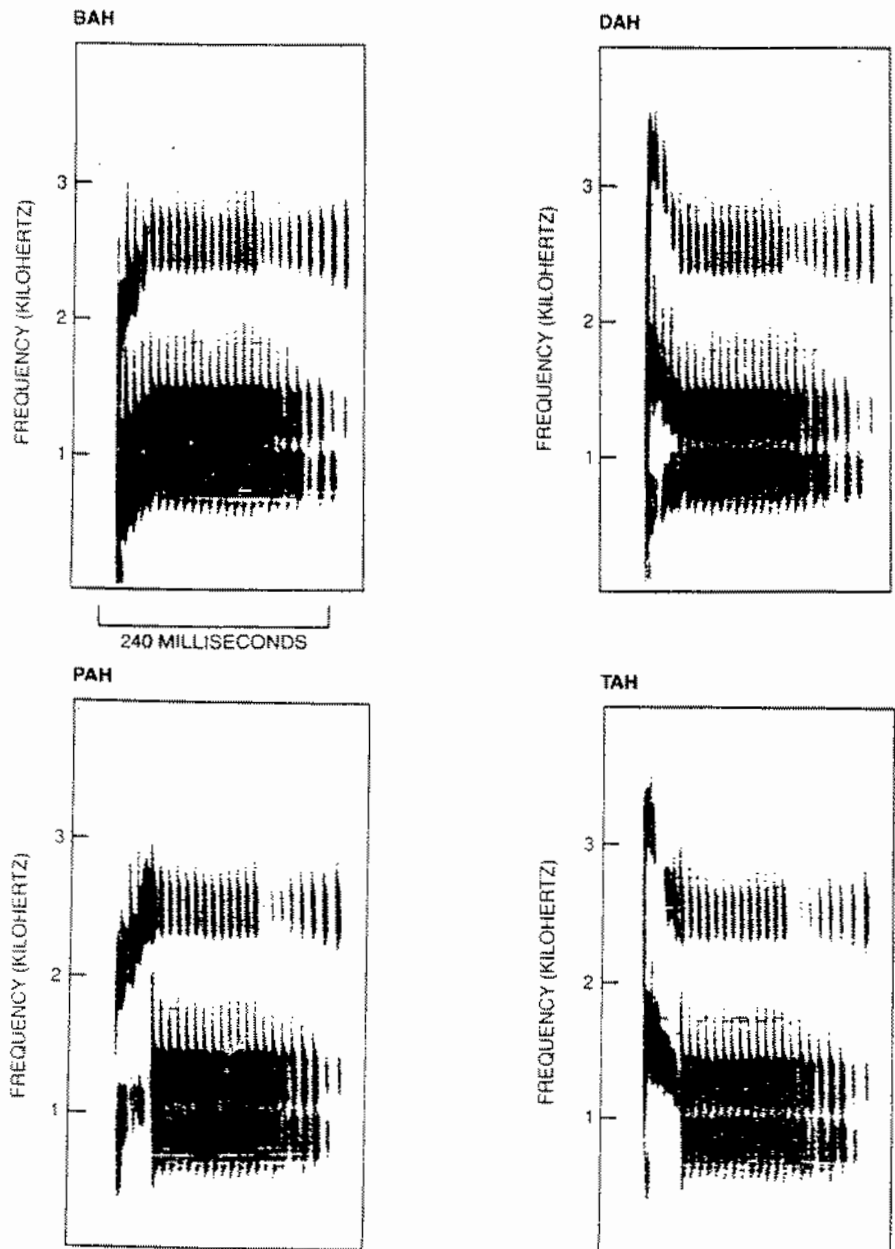 BAH
FREQUENCY (KILOHERTZ)
3
2
1
240 MILLISECONDS
DAH
FREQUENCY (KILOHERTZ)
3
2
1
PAH
FREQUENCY (KILOHERTZ)
3
2
1
TAH
FREQUENCY (KILOHERTZ)
3
2
1